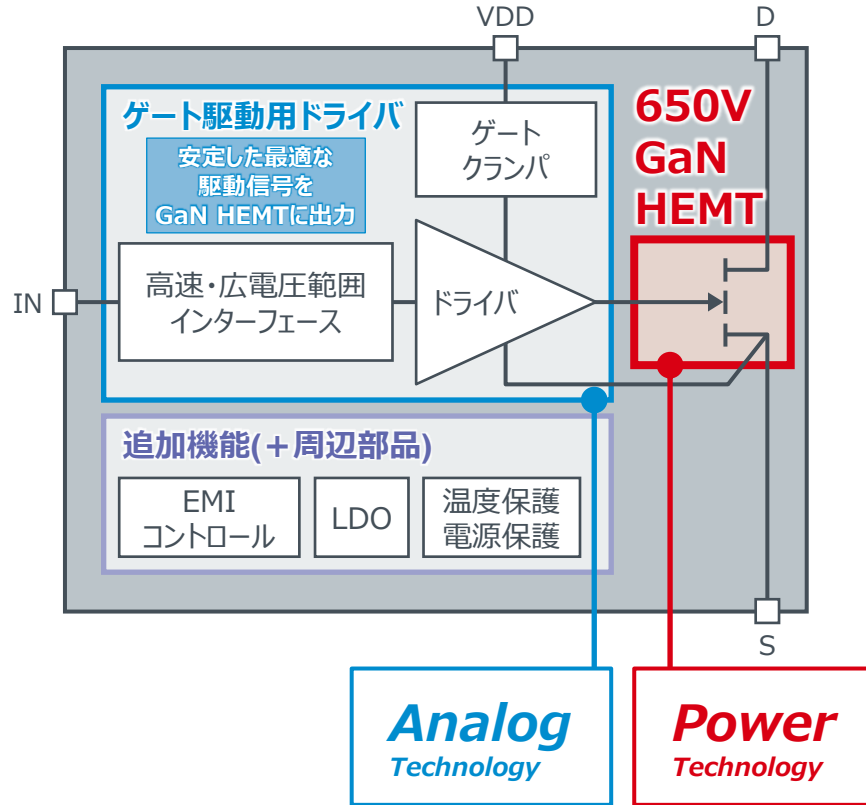 VDD
D
ゲート駆動用ドライバ
安定した最適な
駆動信号を
GaN HEMTに出力
ゲート
クランパ
650V
GaN
HEMT
IN
高速・広電圧範囲
インターフェース
ドライバ
追加機能(＋周辺部品)
EMI
コントロール
LDO
温度保護
電源保護
S
Analog
Technology
Power
Technology